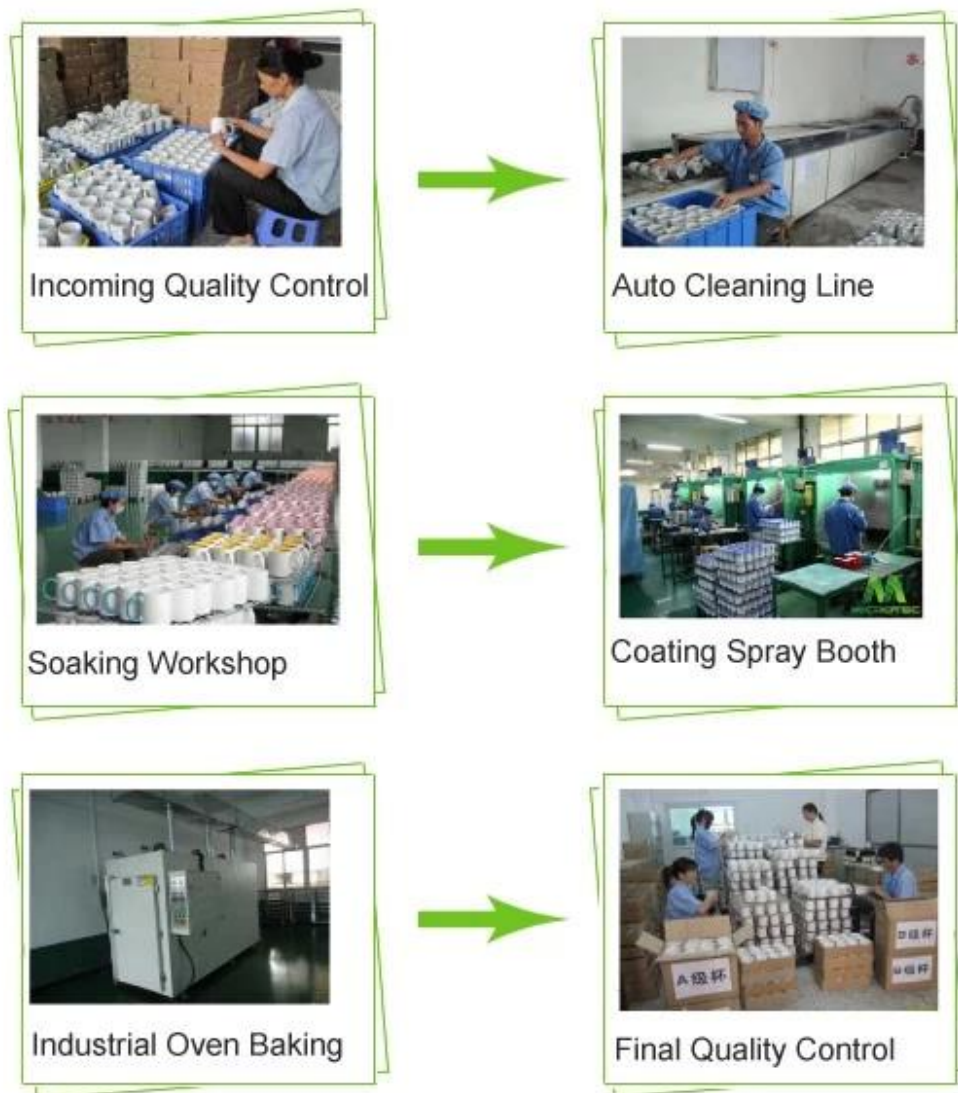 Incoming Quality Control
Auto Cleaning Line
Soaking Workshop
Coating Spray Booth
MICROTEC
Industrial Oven Baking
Final Quality Control
A级杯